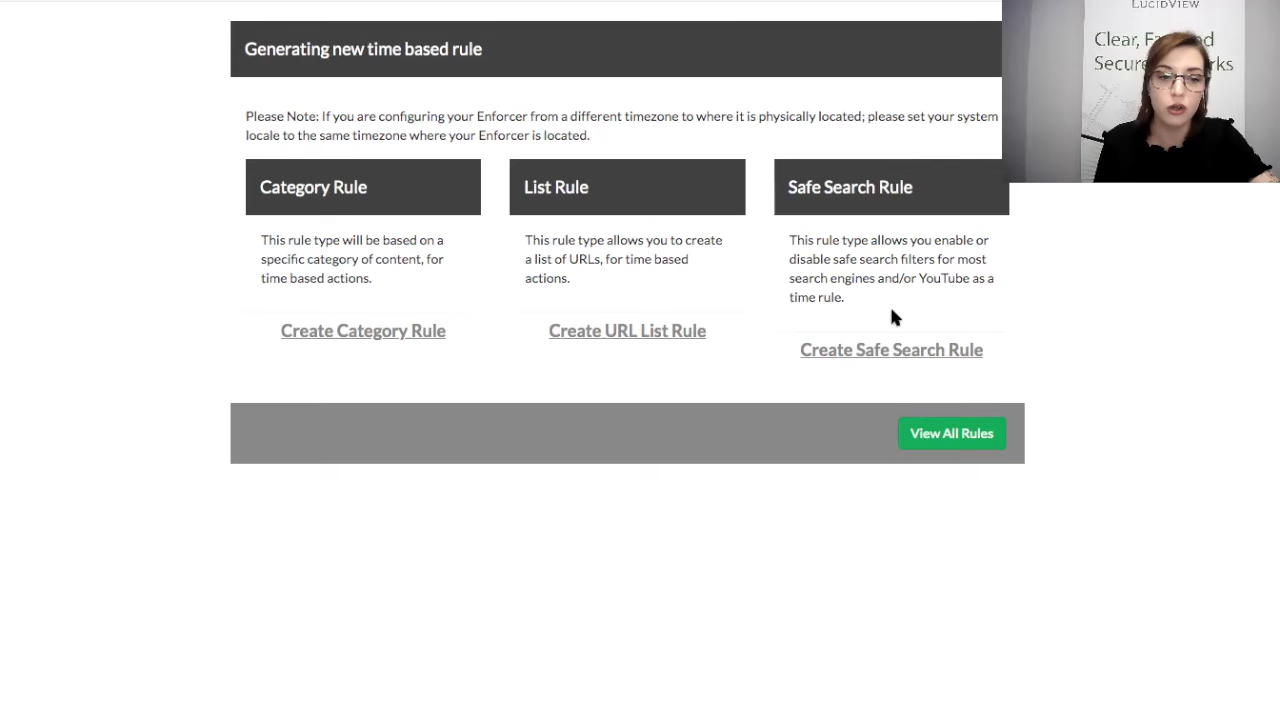 LUCIDVIEW
Clear, F nd
Secure rks
Generating new time based rule
Please Note: If you are configuring your Enforcer from a different timezone to where it is physically located; please set your system
locale to the same timezone where your Enforcer is located.
Category Rule
This rule type will be based on a
specific category of content, for
time based actions.
Create Category Rule
List Rule
This rule type allows you to create
a list of URLs, for time based
actions.
Create URL List Rule
Safe Search Rule
This rule type allows you enable or
disable safe search filters for most
search engines and/or YouTube as a
time rule.
Create Safe Search Rule
View All Rules